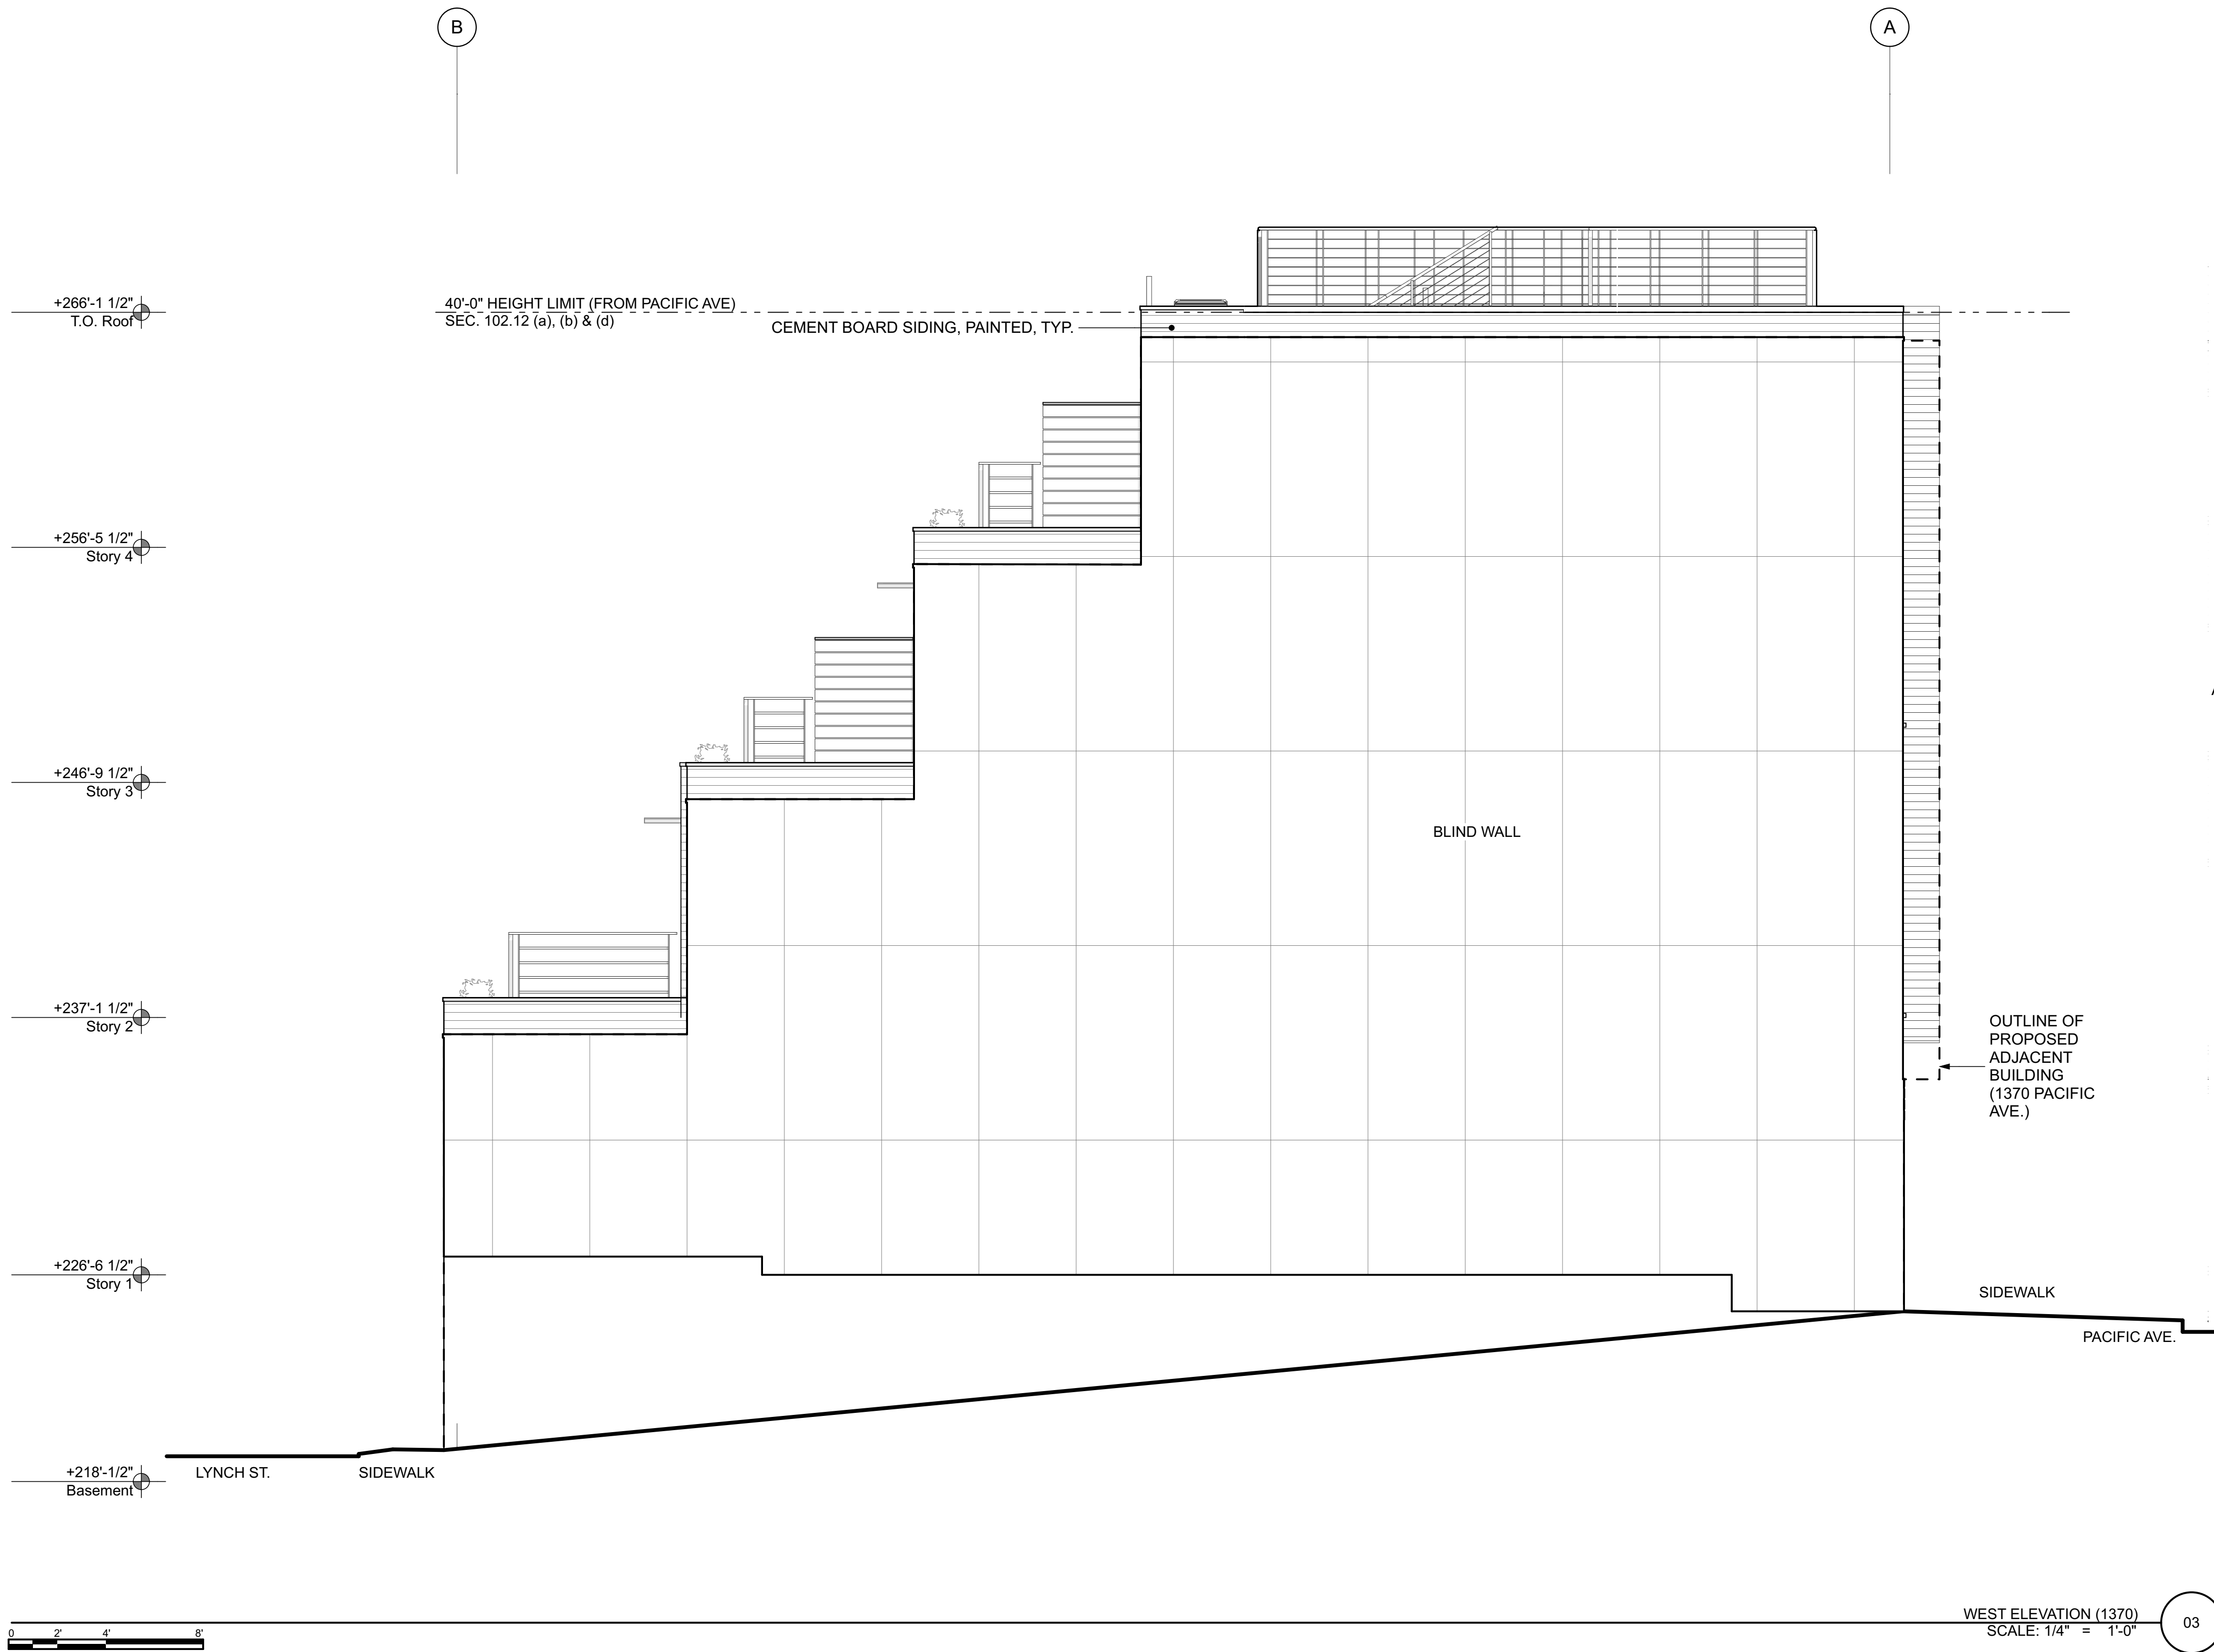 B
A
+266'-1 1/2"
T.O. Roof
40'-0" HEIGHT LIMIT (FROM PACIFIC AVE)
SEC. 102.12 (a), (b) & (d)
CEMENT BOARD SIDING, PAINTED, TYP.
+256'-5 1/2"
Story 4
+246'-9 1/2"
Story 3
BLIND WALL
+237'-1 1/2"
Story 2
OUTLINE OF
PROPOSED
ADJACENT
BUILDING
(1370 PACIFIC
AVE.)
+226'-6 1/2"
Story 1
SIDEWALK
PACIFIC AVE.
+218'-1/2"
Basement
LYNCH ST.
SIDEWALK
WEST ELEVATION (1370)
SCALE: 1/4" = 1'-0"
03
0 2' 4' 8'